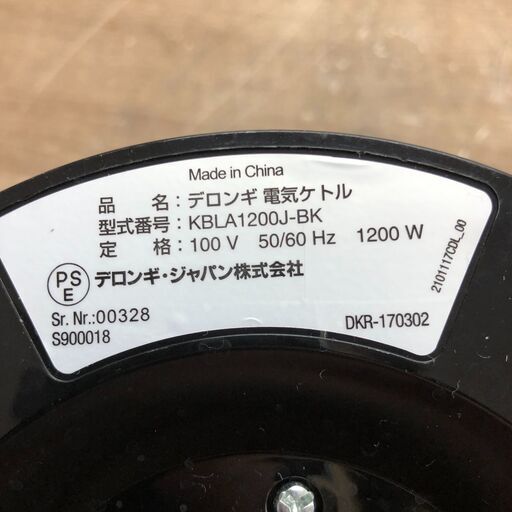 Made in China
品 名：デロンギ 電気ケトル
型式番号：KBLA1200J-BK
定 格：100 V 50/60 Hz 1200 W
PS
E
デロンギ・ジャパン株式会社
Sr. Nr.:00328
S900018
DKR-170302
2101117CDL_00